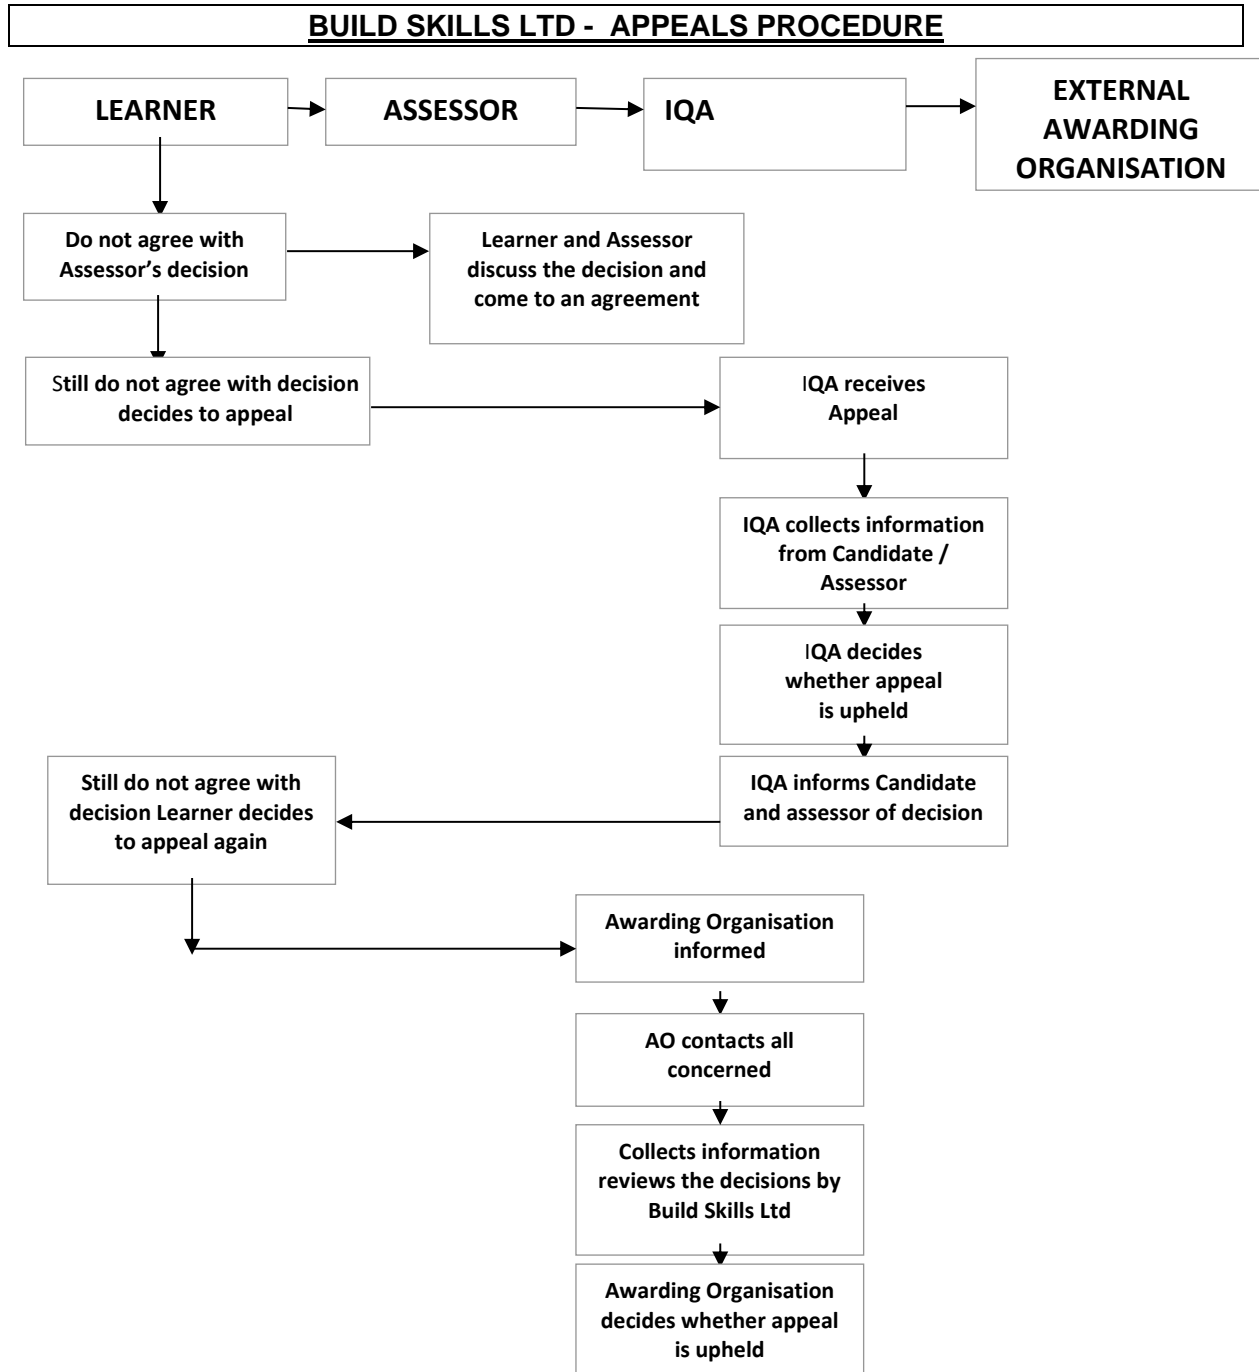 BUILD SKILLS LTD -  APPEALS PROCEDURE
LEARNER
ASSESSOR
IQA
EXTERNAL
AWARDING
ORGANISATION
Do not agree with
Assessor’s decision
Learner and Assessor
discuss the decision and
come to an agreement
Still do not agree with decision
decides to appeal
IQA receives
Appeal
IQA collects information
from Candidate /
Assessor
IQA decides
whether appeal
is upheld
Still do not agree with
decision Learner decides
to appeal again
IQA informs Candidate
and assessor of decision
Awarding Organisation
informed
AO contacts all
concerned
Collects information
reviews the decisions by
Build Skills Ltd
Awarding Organisation
decides whether appeal
is upheld